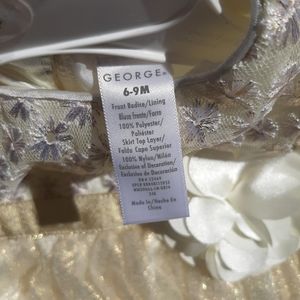 GEORGE
6-9M
Front Bodice/Lining
Blusa Frente/Forro
100% Polyester/
Poliéster
Skirt Top Layer/
Falda Capa Superior
100% Nylon/Nilón
Exclusive of Decoration/
Exclusivo de Decoración
Made In/Hecho En
China